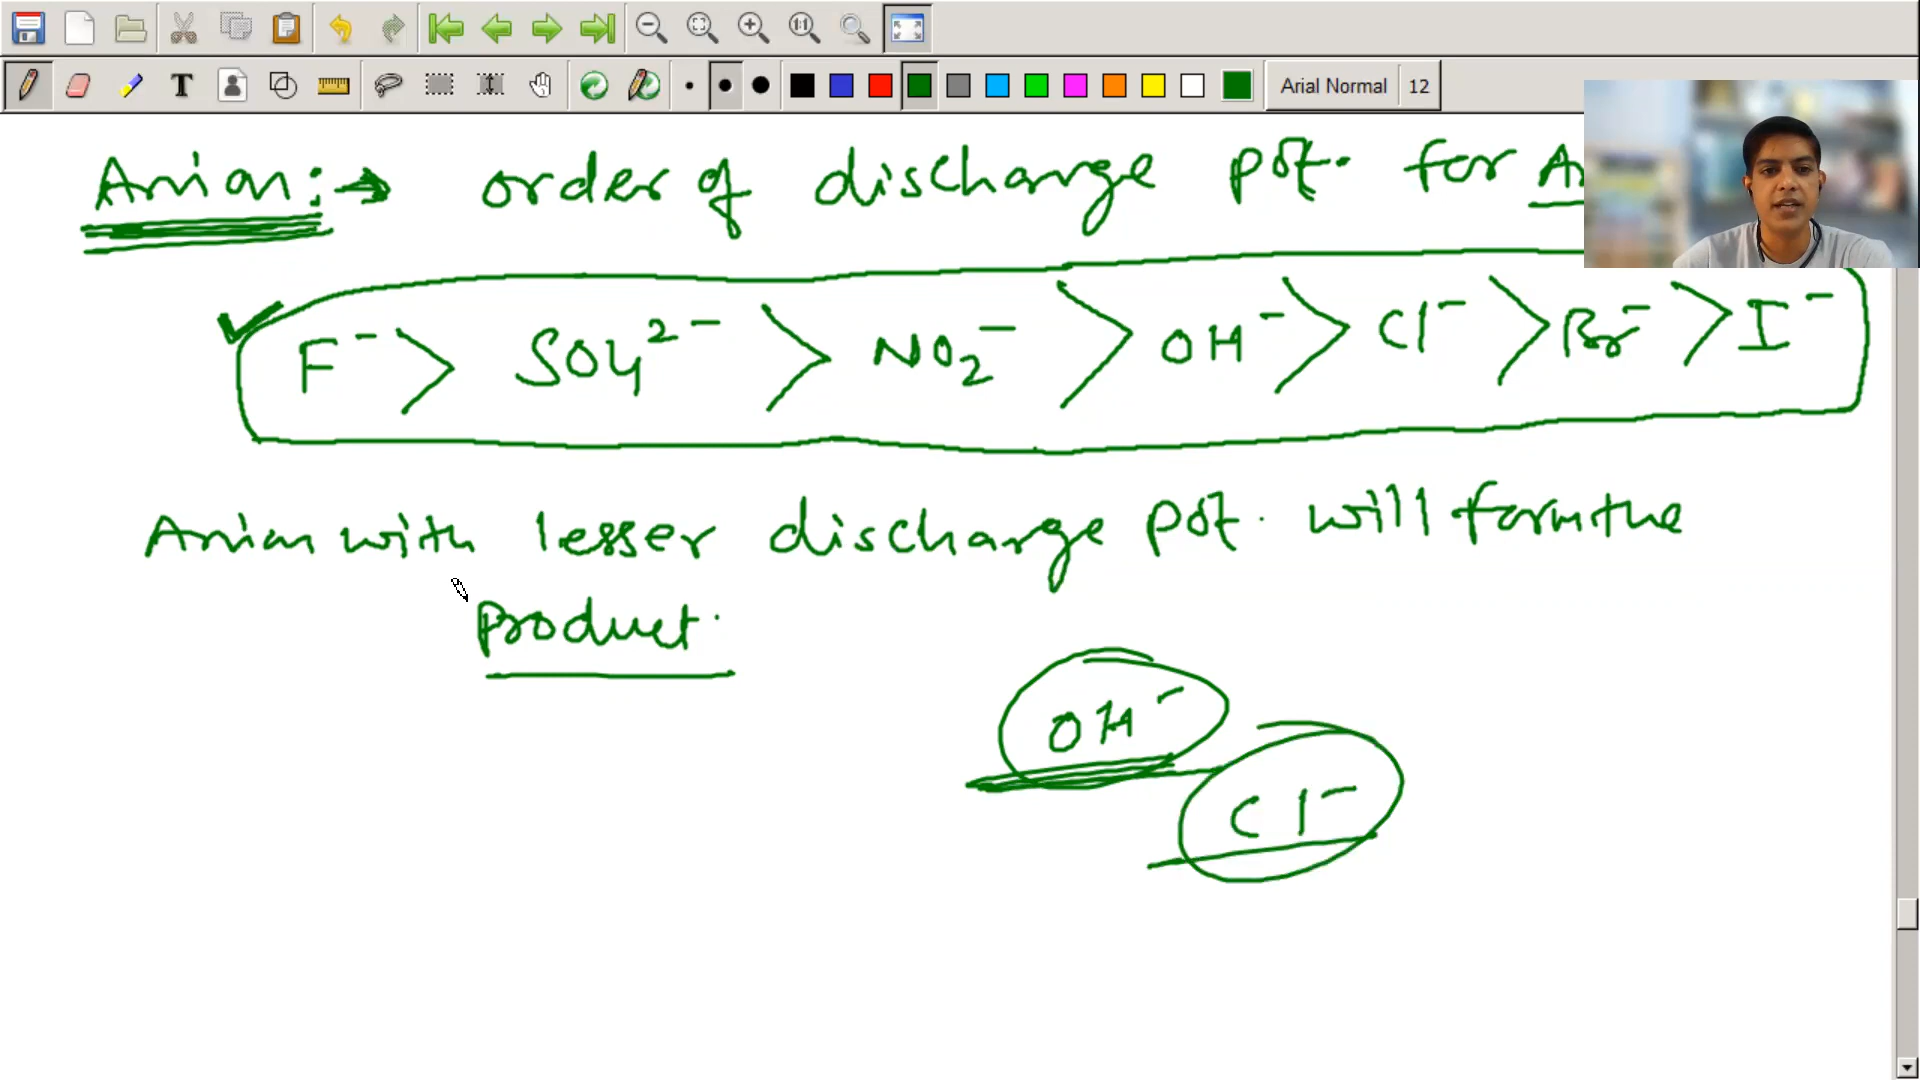 Arial Normal 12
Anion:→ order of discharge pot. for
F⁻ > SO₄²⁻ > NO₂⁻ > OH⁻ > Cl⁻ > Br⁻ > I⁻
Anion with lesser discharge pot. will form the
product.
OH⁻
Cl⁻